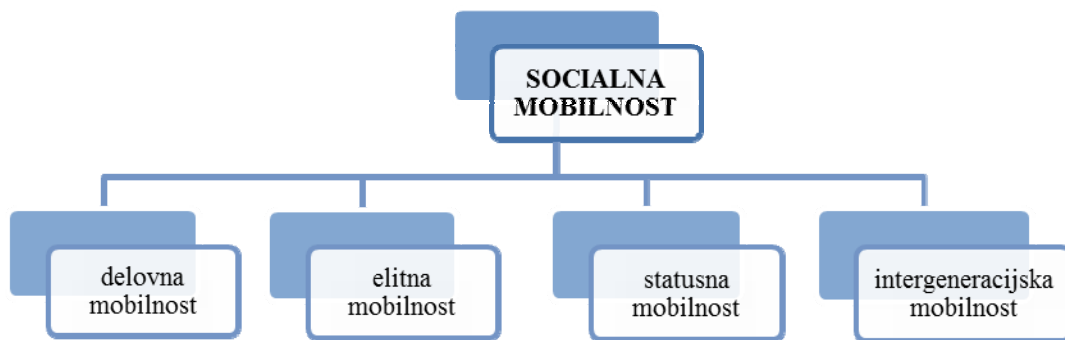 SOCIALNA
MOBILNOST
delovna
mobilnost
elitna
mobilnost
statusna
mobilnost
intergeneracijska
mobilnost